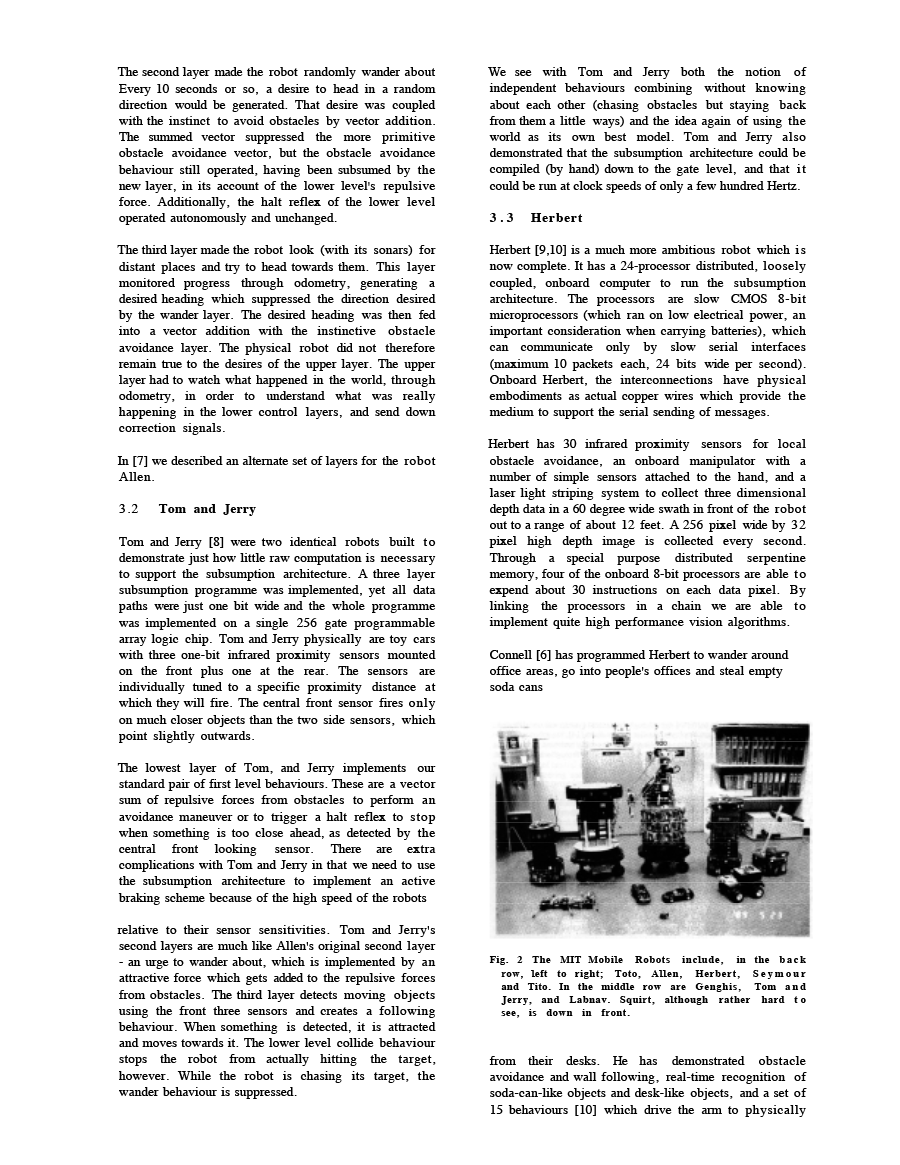 The second layer made the robot randomly wander about
Every 10 seconds or so, a desire to head in a random
direction would be generated. That desire was coupled
with the instinct to avoid obstacles by vector addition.
The summed vector suppressed the more primitive
obstacle avoidance vector, but the obstacle avoidance
behaviour still operated, having been subsumed by the
new layer, in its account of the lower level's repulsive
force. Additionally, the halt reflex of the lower level
operated autonomously and unchanged.
The third layer made the robot look (with its sonars) for
distant places and try to head towards them. This layer
monitored progress through odometry, generating a
desired heading which suppressed the direction desired
by the wander layer. The desired heading was then fed
into a vector addition with the instinctive obstacle
avoidance layer. The physical robot did not therefore
remain true to the desires of the upper layer. The upper
layer had to watch what happened in the world, through
odometry, in order to understand what was really
happening in the lower control layers, and send down
correction signals.
In [7] we described an alternate set of layers for the robot
Allen.
3.2 Tom and Jerry
Tom and Jerry [8] were two identical robots built to
demonstrate just how little raw computation is necessary
to support the subsumption architecture. A three layer
subsumption programme was implemented, yet all data
paths were just one bit wide and the whole programme
was implemented on a single 256 gate programmable
array logic chip. Tom and Jerry physically are toy cars
with three one-bit infrared proximity sensors mounted
on the front plus one at the rear. The sensors are
individually tuned to a specific proximity distance at
which they will fire. The central front sensor fires only
on much closer objects than the two side sensors, which
point slightly outwards.
The lowest layer of Tom, and Jerry implements our
standard pair of first level behaviours. These are a vector
sum of repulsive forces from obstacles to perform an
avoidance maneuver or to trigger a halt reflex to stop
when something is too close ahead, as detected by the
central front looking sensor. There are extra
complications with Tom and Jerry in that we need to use
the subsumption architecture to implement an active
braking scheme because of the high speed of the robots
relative to their sensor sensitivities. Tom and Jerry's
second layers are much like Allen's original second layer
- an urge to wander about, which is implemented by an
attractive force which gets added to the repulsive forces
from obstacles. The third layer detects moving objects
using the front three sensors and creates a following
behaviour. When something is detected, it is attracted
and moves towards it. The lower level collide behaviour
stops the robot from actually hitting the target,
however. While the robot is chasing its target, the
wander behaviour is suppressed.
We see with Tom and Jerry both the notion of
independent behaviours combining without knowing
about each other (chasing obstacles but staying back
from them a little ways) and the idea again of using the
world as its own best model. Tom and Jerry also
demonstrated that the subsumption architecture could be
compiled (by hand) down to the gate level, and that it
could be run at clock speeds of only a few hundred Hertz.
3.3 Herbert
Herbert [9,10] is a much more ambitious robot which is
now complete. It has a 24-processor distributed, loosely
coupled, onboard computer to run the subsumption
architecture. The processors are slow CMOS 8-bit
microprocessors (which ran on low electrical power, an
important consideration when carrying batteries), which
can communicate only by slow serial interfaces
(maximum 10 packets each, 24 bits wide per second).
Onboard Herbert, the interconnections have physical
embodiments as actual copper wires which provide the
medium to support the serial sending of messages.
Herbert has 30 infrared proximity sensors for local
obstacle avoidance, an onboard manipulator with a
number of simple sensors attached to the hand, and a
laser light striping system to collect three dimensional
depth data in a 60 degree wide swath in front of the robot
out to a range of about 12 feet. A 256 pixel wide by 32
pixel high depth image is collected every second.
Through a special purpose distributed serpentine
memory, four of the onboard 8-bit processors are able to
expend about 30 instructions on each data pixel. By
linking the processors in a chain we are able to
implement quite high performance vision algorithms.
Connell [6] has programmed Herbert to wander around
office areas, go into people's offices and steal empty
soda cans
Fig. 2 The MIT Mobile Robots include, in the back
row, left to right; Toto, Allen, Herbert, Seymour
and Tito. In the middle row are Genghis, Tom and
Jerry, and Labnav. Squirt, although rather hard to
see, is down in front.
from their desks. He has demonstrated obstacle
avoidance and wall following, real-time recognition of
soda-can-like objects and desk-like objects, and a set of
15 behaviours [10] which drive the arm to physically